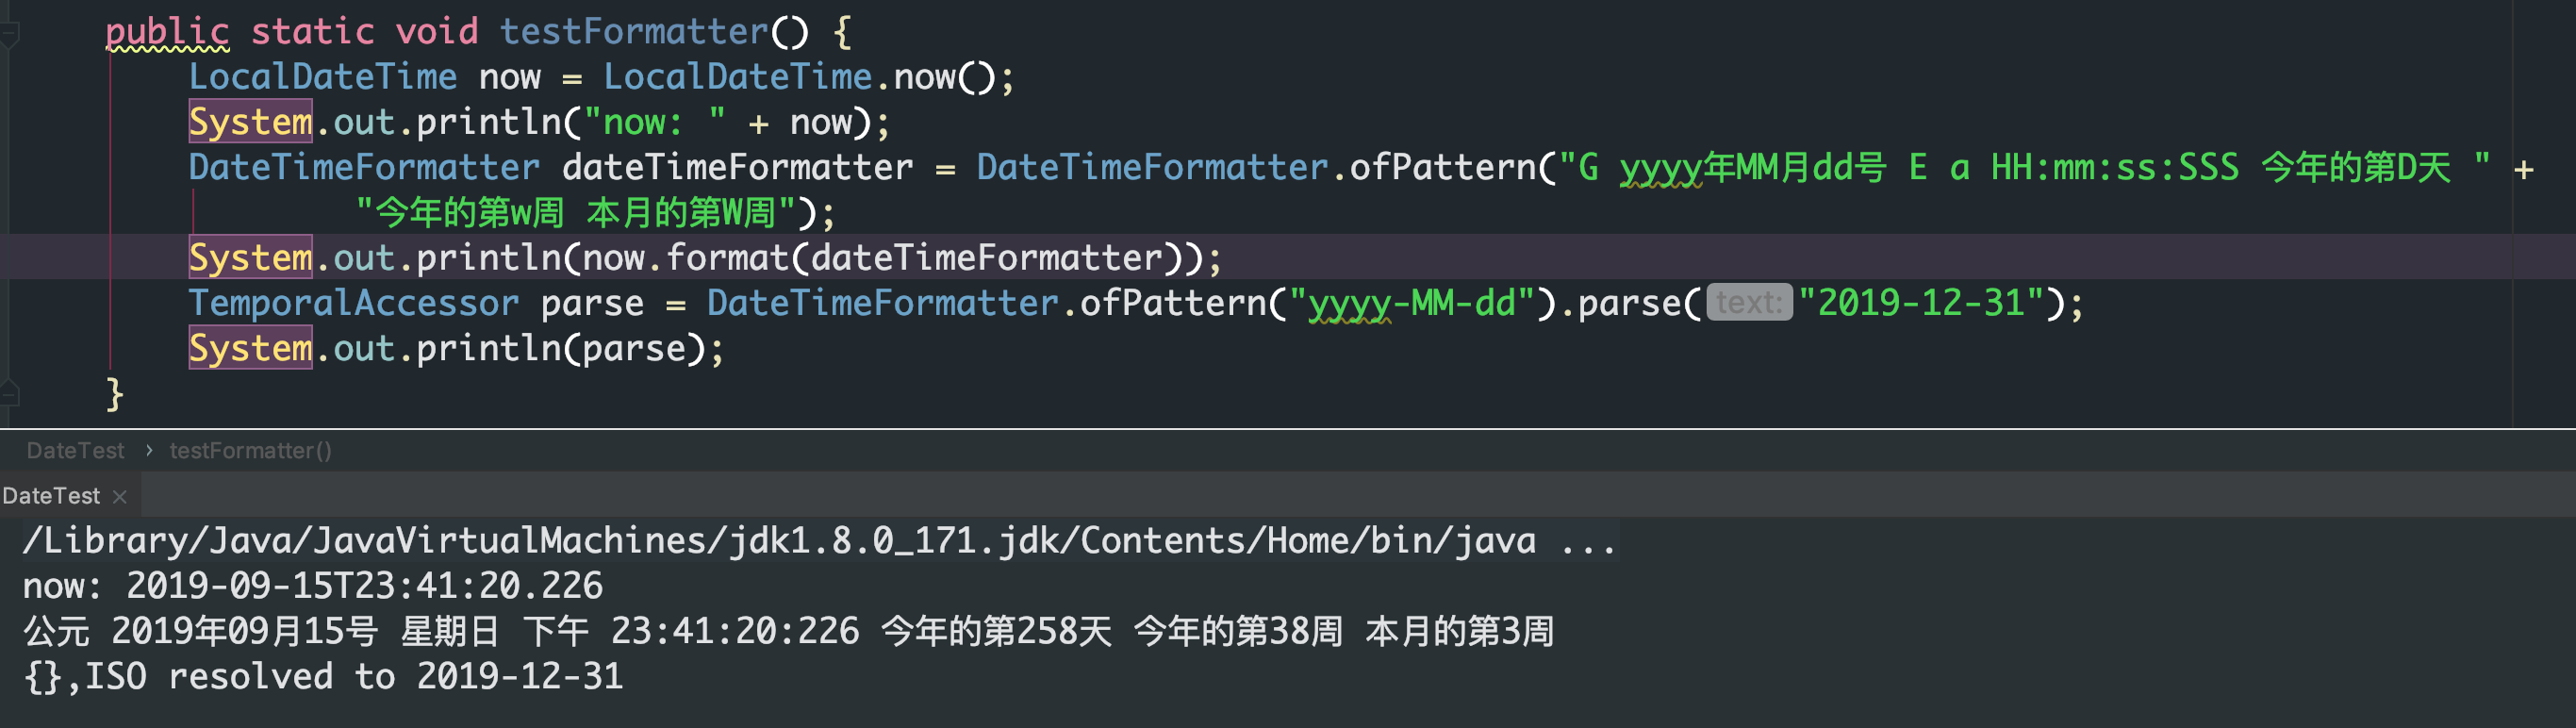 public static void testFormatter() {
LocalDateTime now = LocalDateTime.now();
System.out.println("now: " + now);
DateTimeFormatter dateTimeFormatter = DateTimeFormatter.ofPattern("G yyyy年MM月dd号 E a HH:mm:ss:SSS 今年的第D天 " +
"今年的第w周 本月的第W周");
System.out.println(now.format(dateTimeFormatter));
TemporalAccessor parse = DateTimeFormatter.ofPattern("yyyy-MM-dd").parse( text: "2019-12-31");
System.out.println(parse);
}
DateTest › testFormatter()
DateTest ×
/Library/Java/JavaVirtualMachines/jdk1.8.0_171.jdk/Contents/Home/bin/java ...
now: 2019-09-15T23:41:20.226
公元 2019年09月15号 星期日 下午 23:41:20:226 今年的第258天 今年的第38周 本月的第3周
{},ISO resolved to 2019-12-31